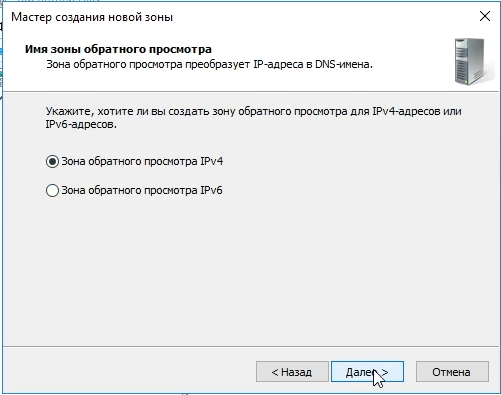 Мастер создания новой зоны
Имя зоны обратного просмотра
Зона обратного просмотра преобразует IP-адреса в DNS-имена.
Укажите, хотите ли вы создать зону обратного просмотра для IPv4-адресов или
IPv6-адресов.
Зона обратного просмотра IPv4
Зона обратного просмотра IPv6
< Назад
Далее >
Отмена